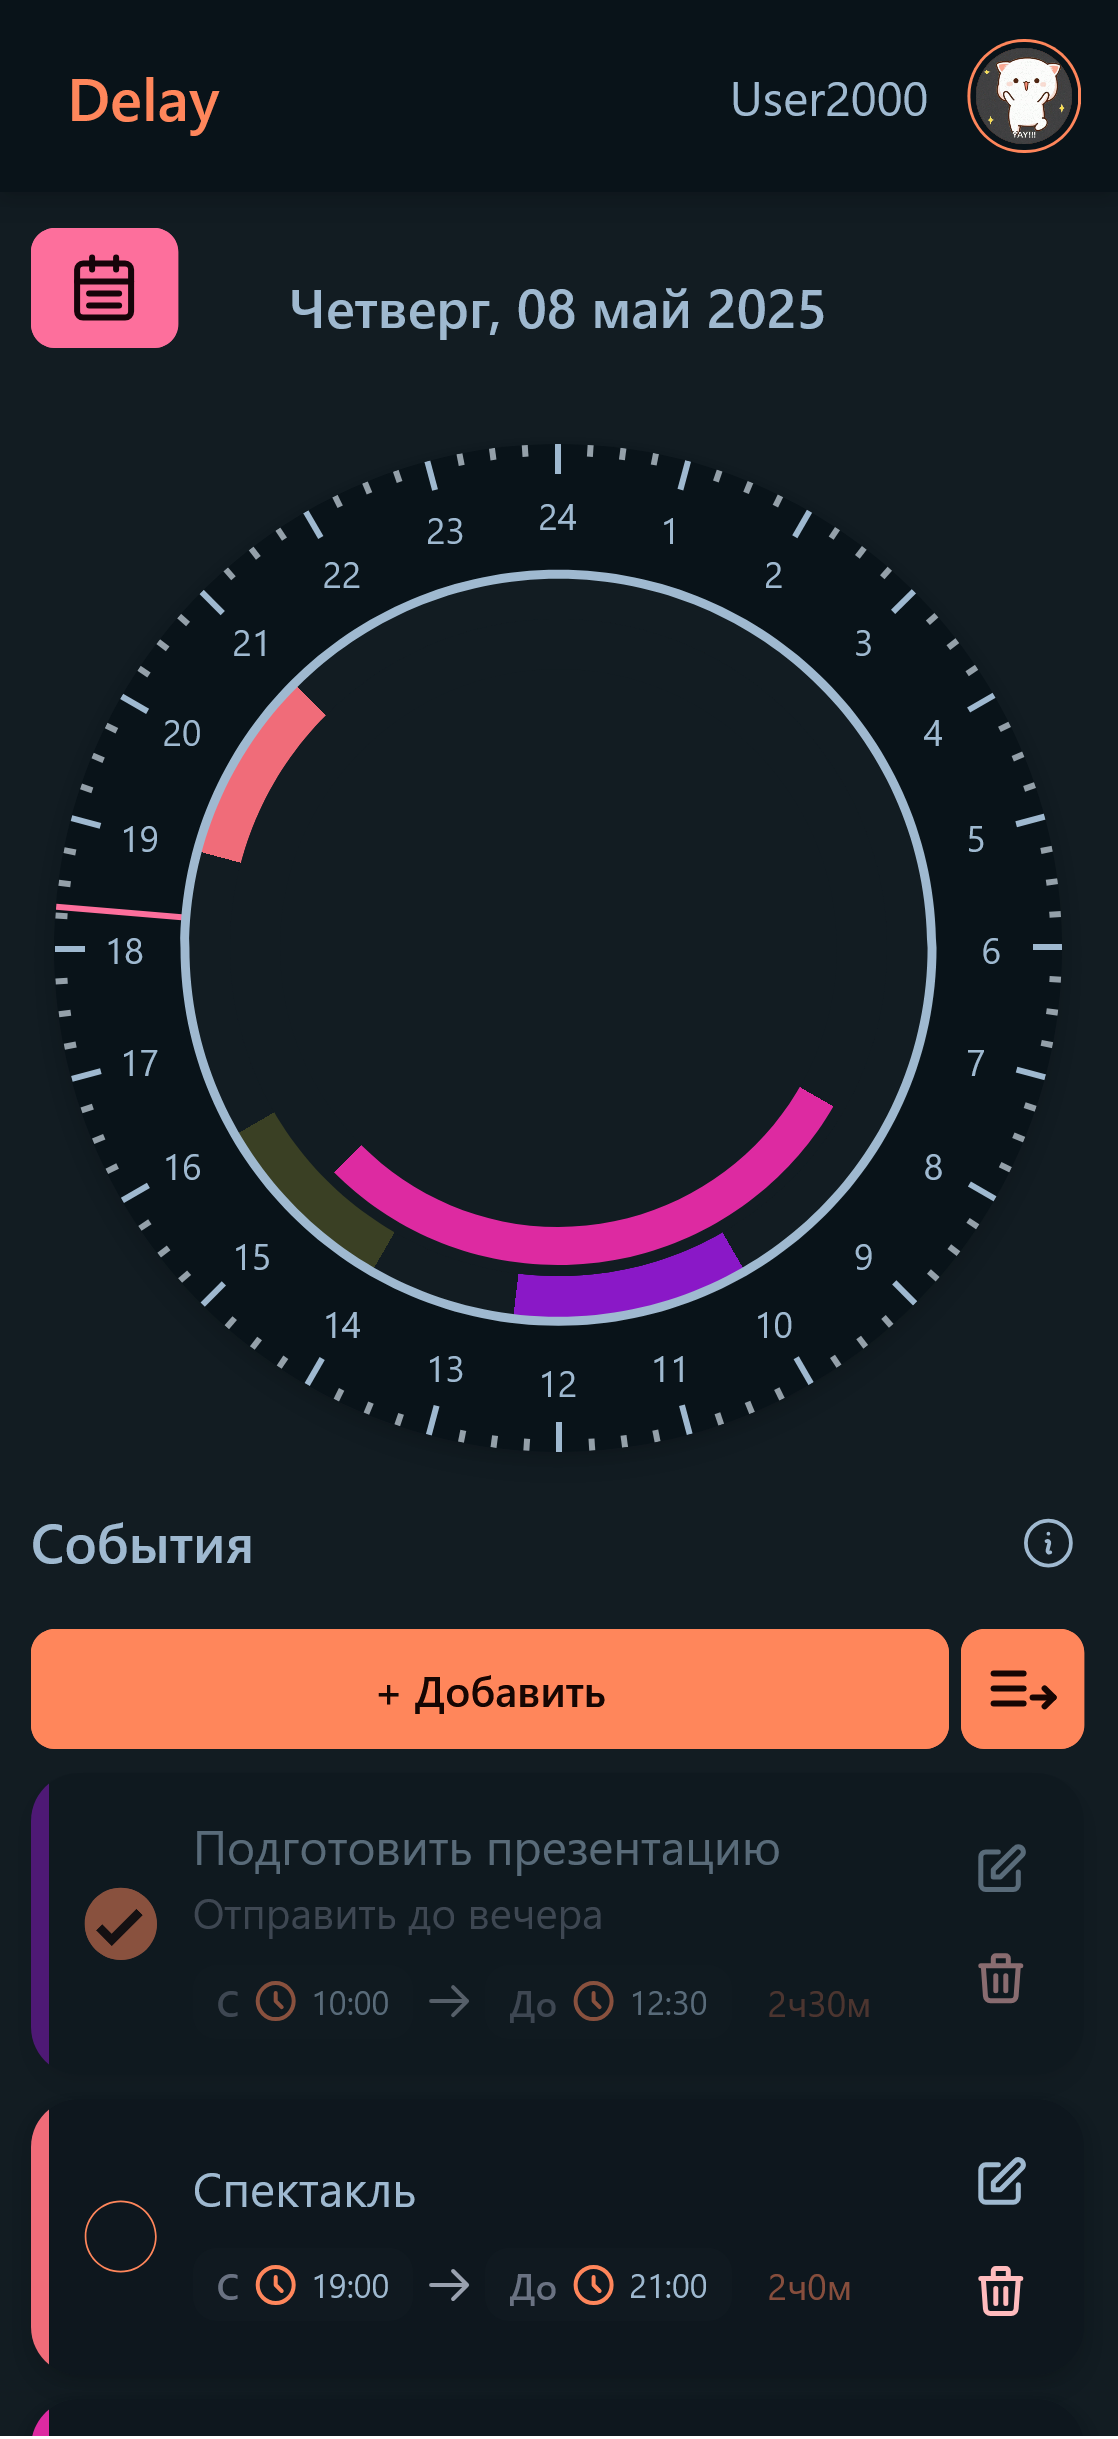 Delay
User2000
YAY!!!
Четверг, 08 май 2025
24
1
2
3
4
5
6
7
8
9
10
11
12
13
14
15
16
17
18
19
20
21
22
23
События
+ Добавить
Подготовить презентацию
Отправить до вечера
С 10:00 → До 12:30 2ч30м
Спектакль
С 19:00 → До 21:00 2ч0м